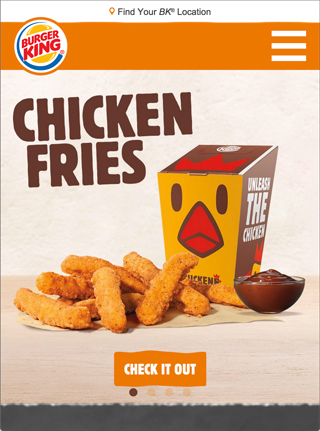 Find Your BK® Location
BURGER
KING®
CHICKEN
FRIES
UNLEASH
THE
CHICKEN
CHECK IT OUT